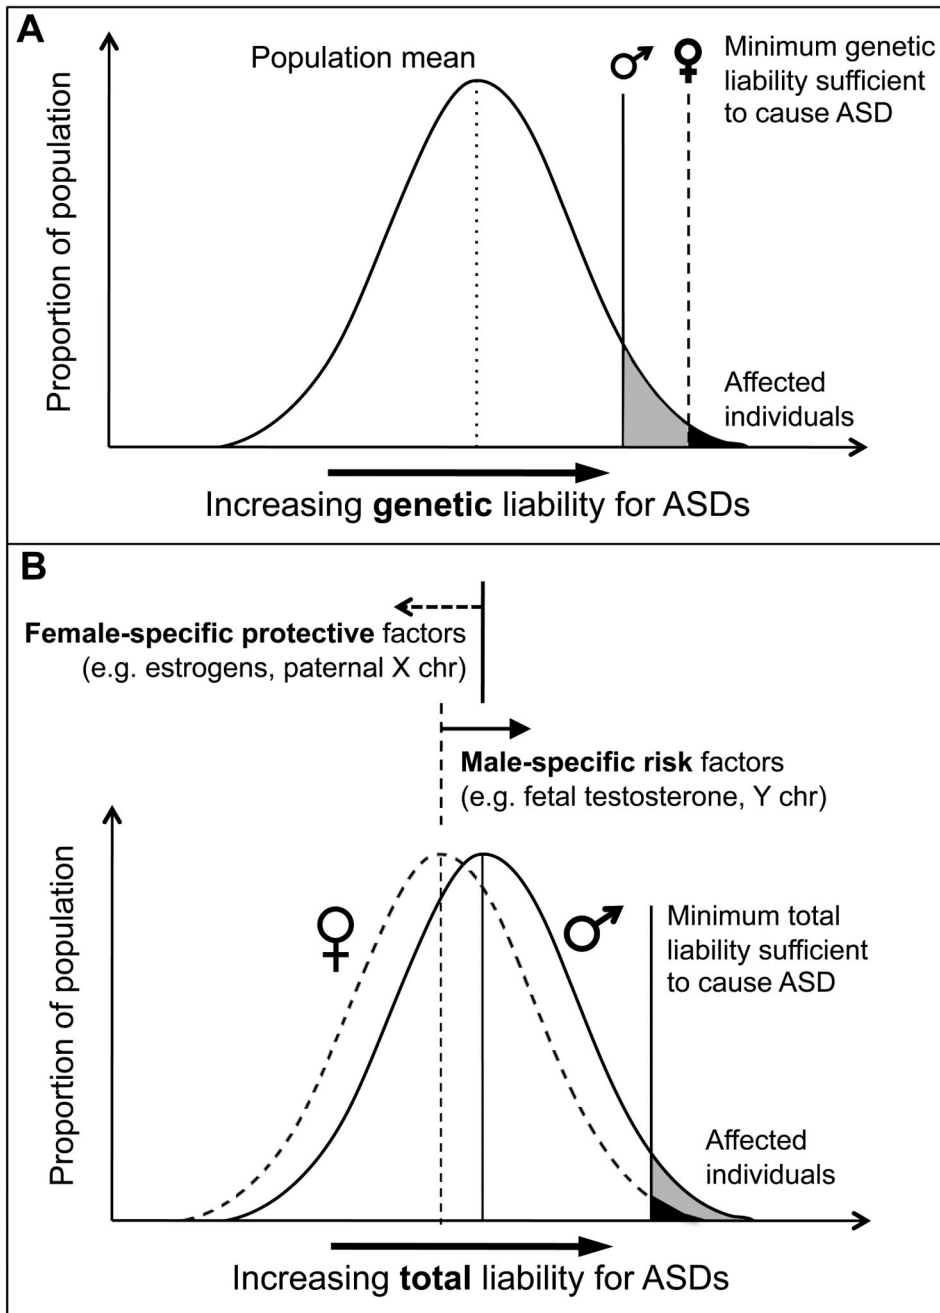 A
Population mean
♂ ♀
Minimum genetic
liability sufficient
to cause ASD
Proportion of population
Affected
individuals
Increasing genetic liability for ASDs
B
Female-specific protective factors
(e.g. estrogens, paternal X chr)
Male-specific risk factors
(e.g. fetal testosterone, Y chr)
Proportion of population
♀
♂
Minimum total
liability sufficient
to cause ASD
Affected
individuals
Increasing total liability for ASDs